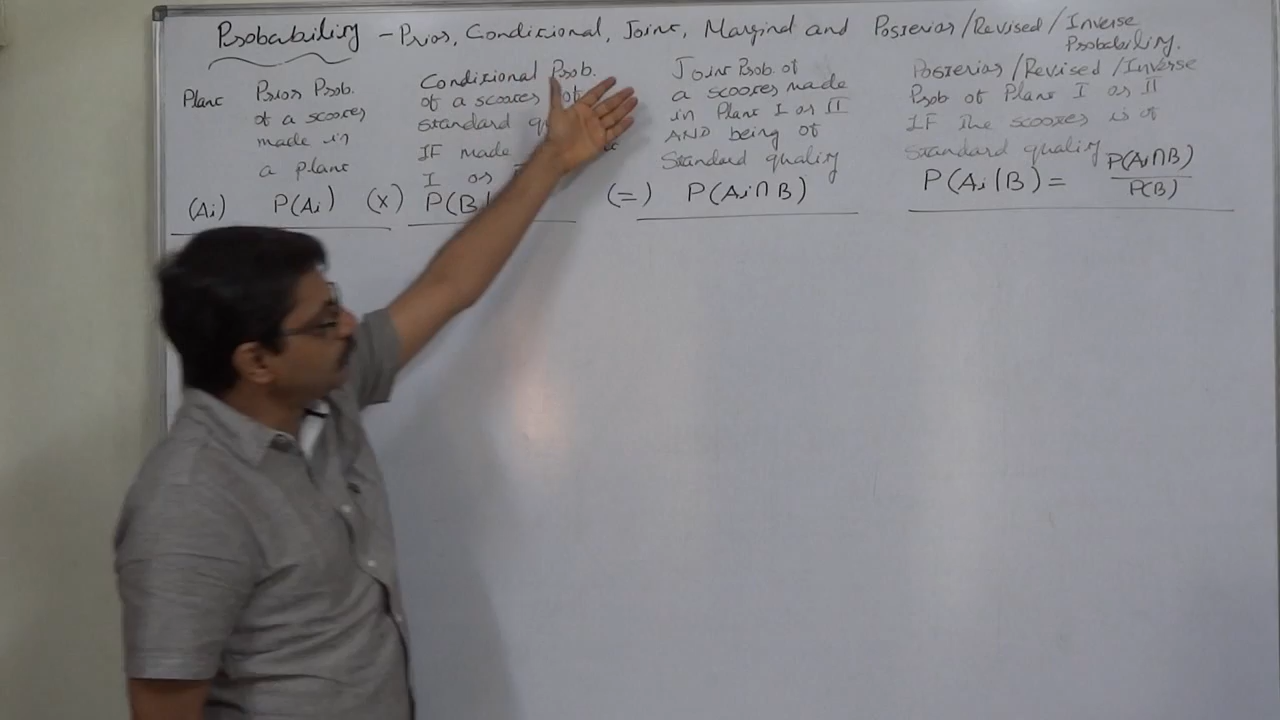 Probability - Prior, Conditional, Joint, Marginal and Posterior/Revised/Inverse
Probability.
Plant
(Ai)
Prior Prob.
of a scooter
made in
a plant
P(Ai)
(x)
Conditional Prob.
of a scooter of
standard
IF made
I or
P(B
(=)
Joint Prob. of
a scooter made
in Plant I or II
AND being of
Standard quality
P(Ai∩B)
Posterior/Revised/Inverse
Prob of Plant I or II
IF the scooter is of
standard quality
P(Ai|B) = P(Ai∩B)
P(B)